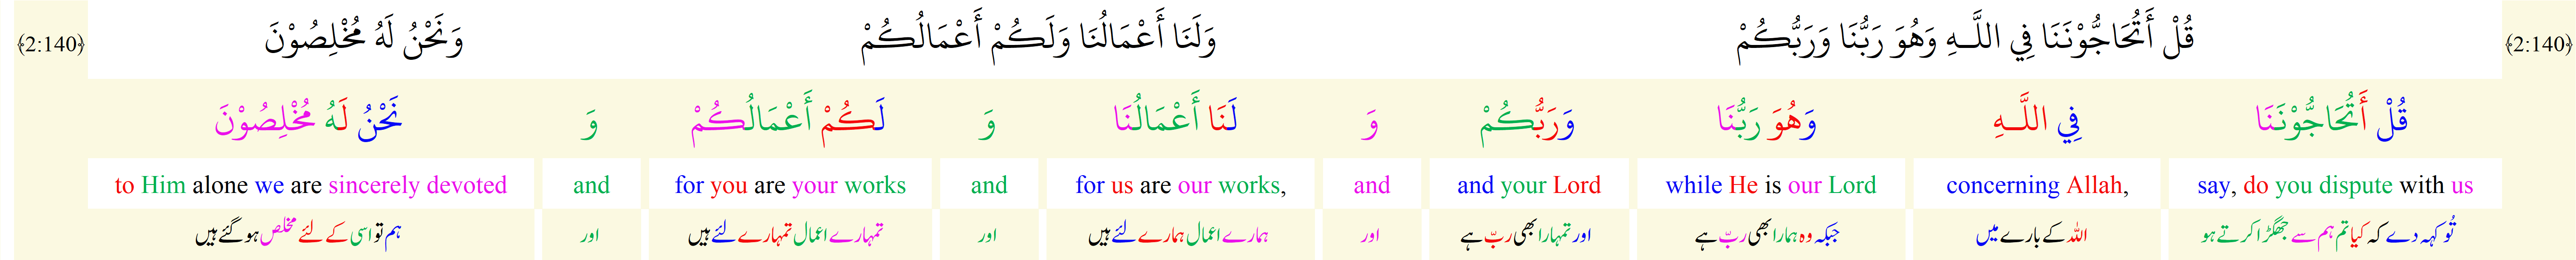 ﴿2:140﴾ قُلْ أَتُحَاجُّوْنَنَا فِي اللَّـهِ وَهُوَ رَبُّنَا وَرَبُّكُمْ وَلَنَا أَعْمَالُنَا وَلَكُمْ أَعْمَالُكُمْ وَنَحْنُ لَهُ مُخْلِصُوْنَ ﴿2:140﴾
قُلْ أَتُحَاجُّوْنَنَا فِي اللَّـهِ وَهُوَ رَبُّنَا وَرَبُّكُمْ وَ لَنَا أَعْمَالُنَا وَ لَكُمْ أَعْمَالُكُمْ وَ نَحْنُ لَهُ مُخْلِصُوْنَ
say, do you dispute with us concerning Allah, while He is our Lord and your Lord and for us are our works, and for you are your works and to Him alone we are sincerely devoted
تُو کہہ دے کہ کیا تم ہم سے جھگڑا کرتے ہو اللہ کے بارے میں جبکہ وہ ہمارا بھی ربّ ہے اور تمہارا بھی ربّ ہے اور ہمارے اعمال ہمارے لئے ہیں اور تمہارے اعمال تمہارے لئے ہیں اور ہم تو اسی کے لئے مخلص ہو گئے ہیں